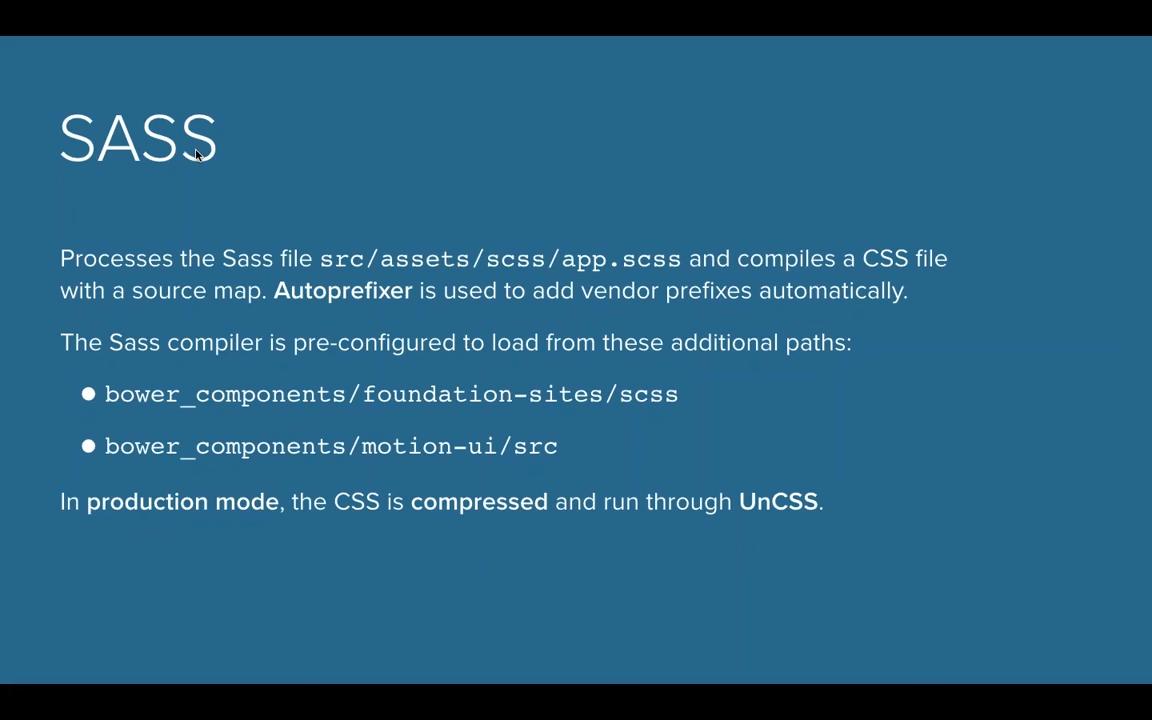 SASS
Processes the Sass file src/assets/scss/app.scss and compiles a CSS file
with a source map. Autoprefixer is used to add vendor prefixes automatically.
The Sass compiler is pre-configured to load from these additional paths:
● bower_components/foundation-sites/scss
● bower_components/motion-ui/src
In production mode, the CSS is compressed and run through UnCSS.